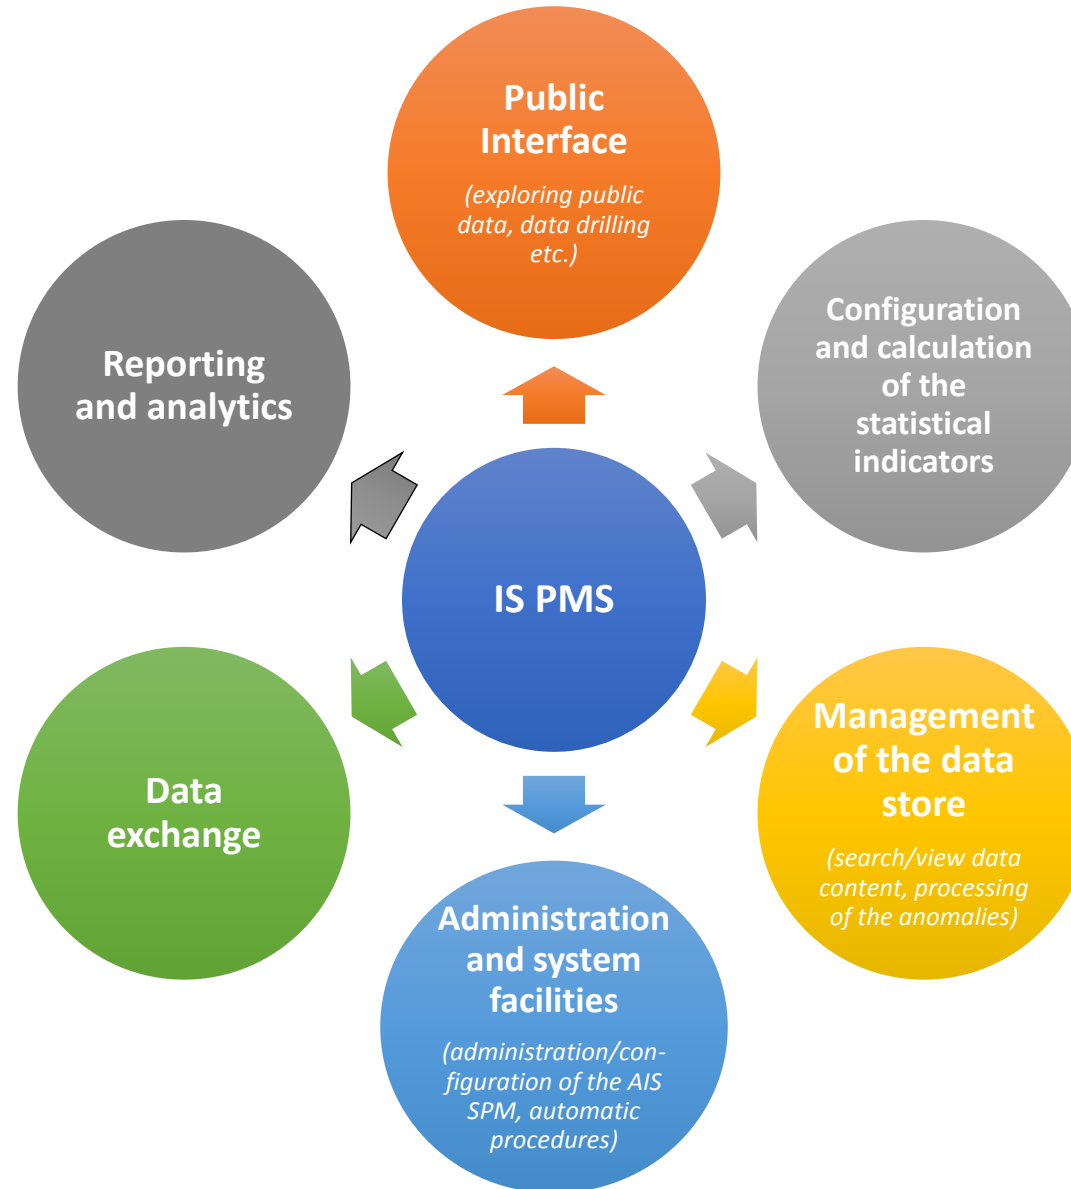 Public
Interface
(exploring public
data, data drilling
etc.)
Configuration
and calculation
of the
statistical
indicators
Reporting
and analytics
IS PMS
Management
of the data
store
(search/view data
content, processing
of the anomalies)
Data
exchange
Administration
and system
facilities
(administration/con-
figuration of the AIS
SPM, automatic
procedures)